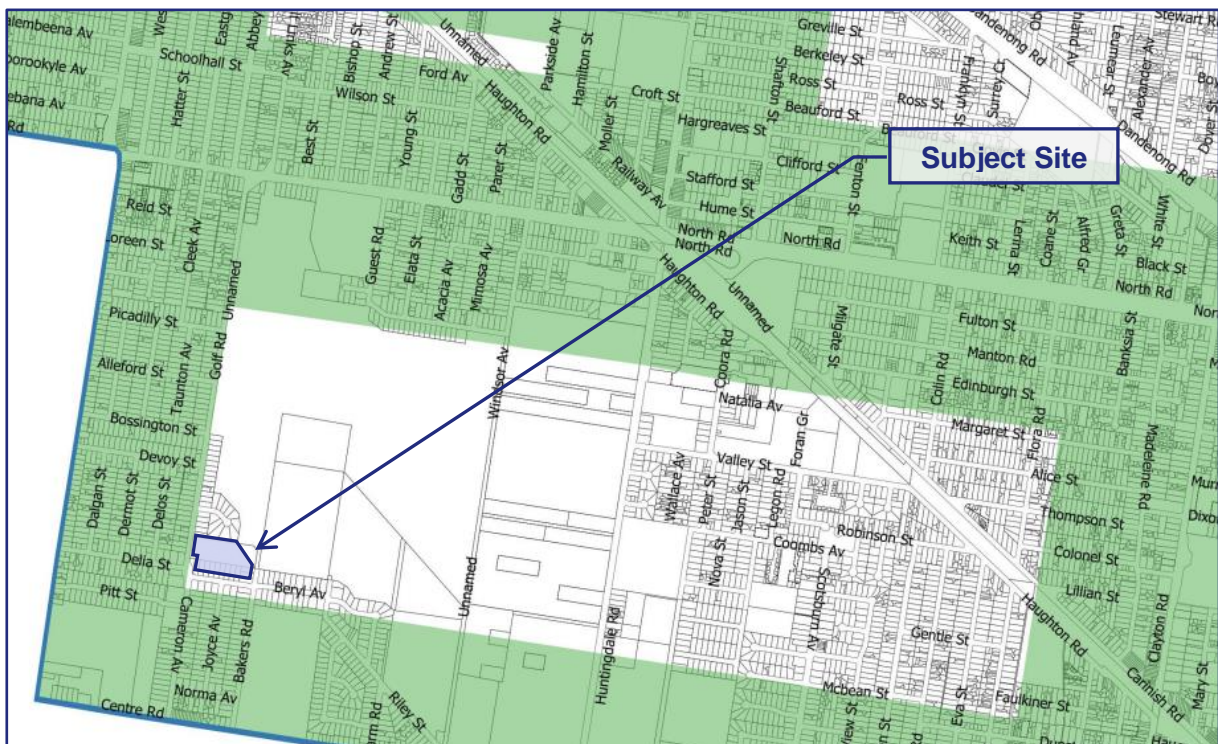 alembeena Av
oorookyle Av
ebana Av
Rd
Hatter St
Schoolhall St
Abbey
Links Av
Bishop St
Andrew St
Unnamed
Ford Av
Wilson St
Best St
Young St
Gadd St
Parer St
Haughton Rd
Parkside Av
Hamilton St
Moller St
Croft St
Railway Av
Hargreaves St
Stafford St
Hume St
North Rd
North Rd
Shafton St
Greville St
Berkeley St
Ross St
Beauford St
Ross St
Franklyn St
Surrey Ct
Dandenong Rd
Dandenong Rd
Stewart Rd
Alexander Av
Dover St
Clifford St
Fenton St
Subject Site
North Rd
Keith St
Lerina St
Coane St
Alfred Gr
Greta St
White St
Black St
North Rd
Reid St
Loreen St
Cleek Av
Unnamed
Guest Rd
Elata St
Acacia Av
Mimosa Av
Haughton Rd
Unnamed
Milgate St
Fulton St
Manton Rd
Edinburgh St
Colin Rd
Banksia St
Picadilly St
Golf Rd
Taunton Av
Alleford St
Bossington St
Devoy St
Windsor Av
Coora Rd
Natalia Av
Foran Gr
Margaret St
Flora Rd
Madeleine Rd
Alice St
Dalgan St
Dermot St
Delos St
Wallace Av
Valley St
Peter St
Jason St
Legon Rd
Robinson St
Thompson St
Colonel St
Lillian St
Delia St
Pitt St
Beryl Av
Unnamed
Nova St
Coombs Av
Scotsburn Av
Gentle St
Haughton Rd
Clayton Rd
Cameron Av
Joyce Av
Bakers Rd
Huntingdale Rd
Mcbean St
Eva St
Faulkner St
Carinish Rd
Mary St
Norma Av
Centre Rd
Riley St
View St